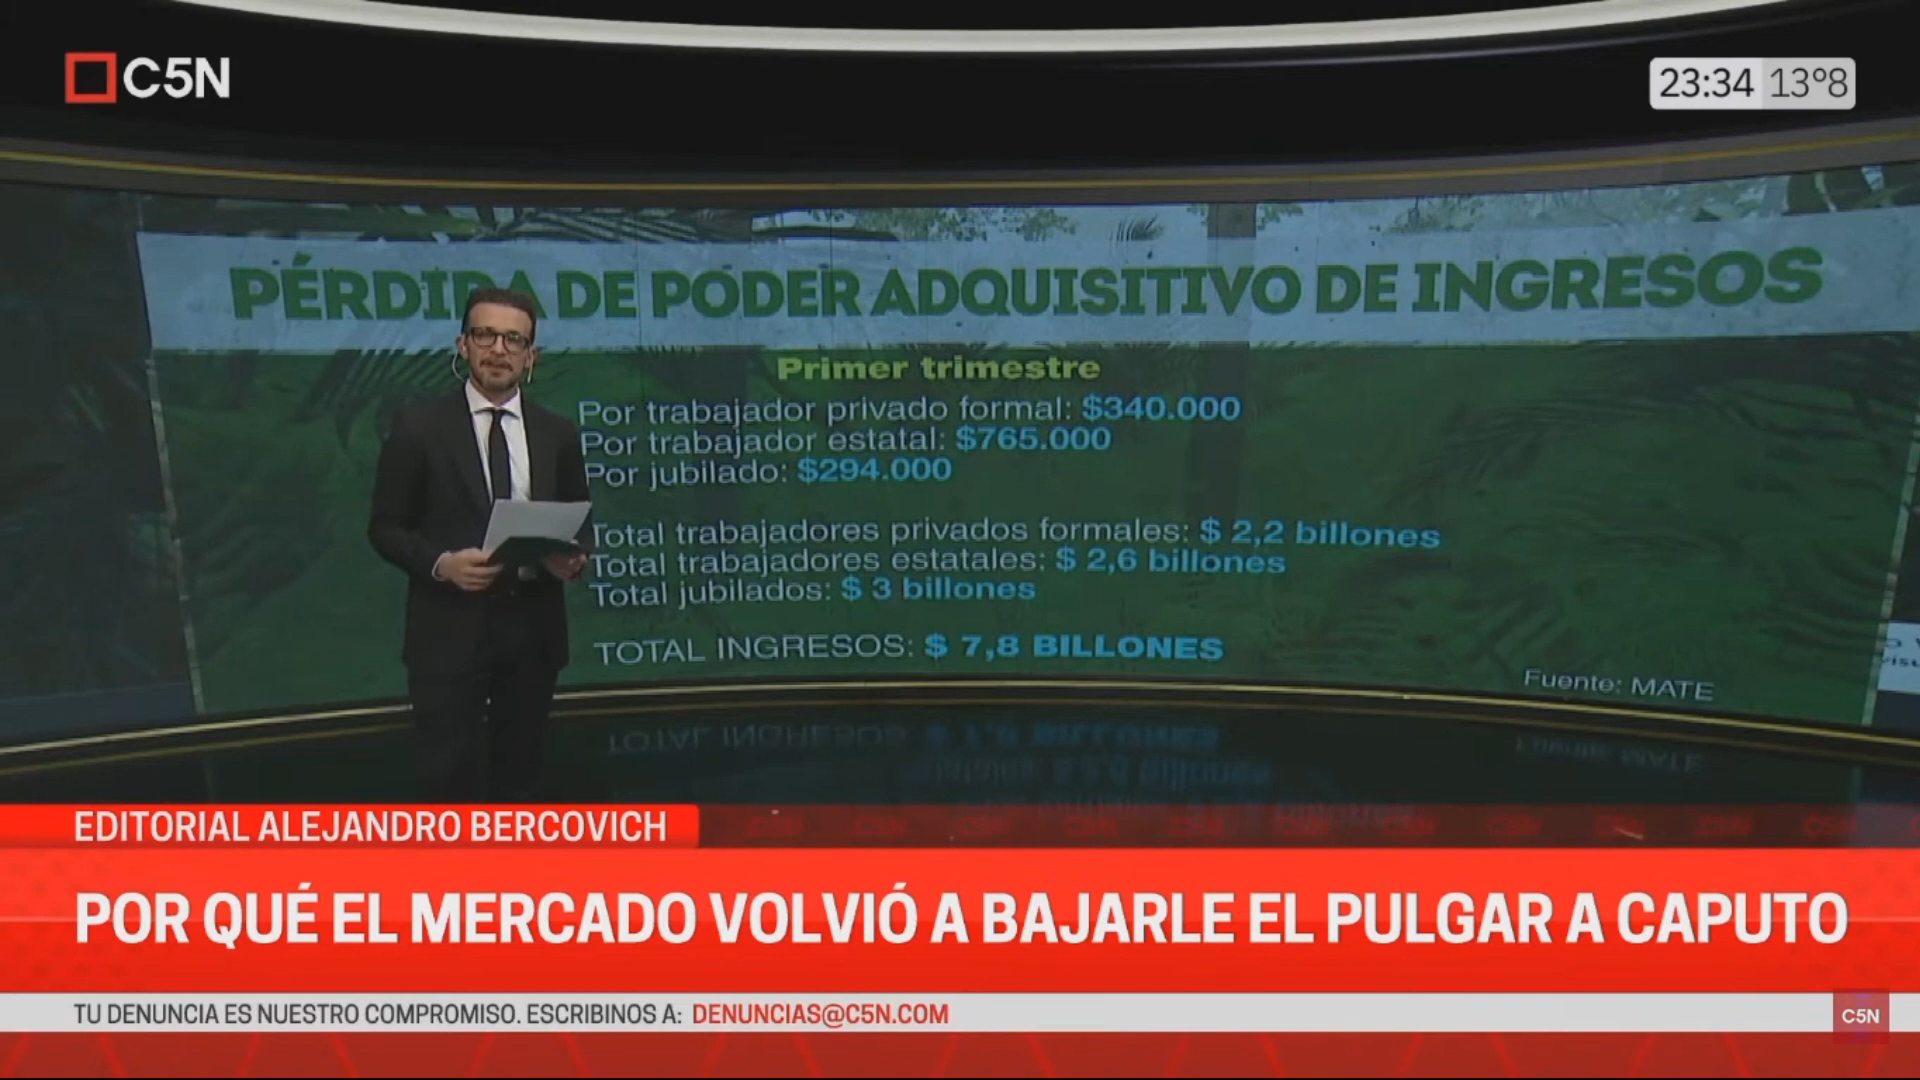 C5N
23:34 13°8
PÉRDIDA DE PODER ADQUISITIVO DE INGRESOS
Primer trimestre
Por trabajador privado formal: $340.000
Por trabajador estatal: $765.000
Por jubilado: $294.000
Total trabajadores privados formales: $ 2,2 billones
Total trabajadores estatales: $ 2,6 billones
Total jubilados: $ 3 billones
TOTAL INGRESOS: $ 7,8 BILLONES
Fuente: MATE
EDITORIAL ALEJANDRO BERCOVICH
POR QUÉ EL MERCADO VOLVIÓ A BAJARLE EL PULGAR A CAPUTO
TU DENUNCIA ES NUESTRO COMPROMISO. ESCRIBINOS A: DENUNCIAS@C5N.COM
C5N